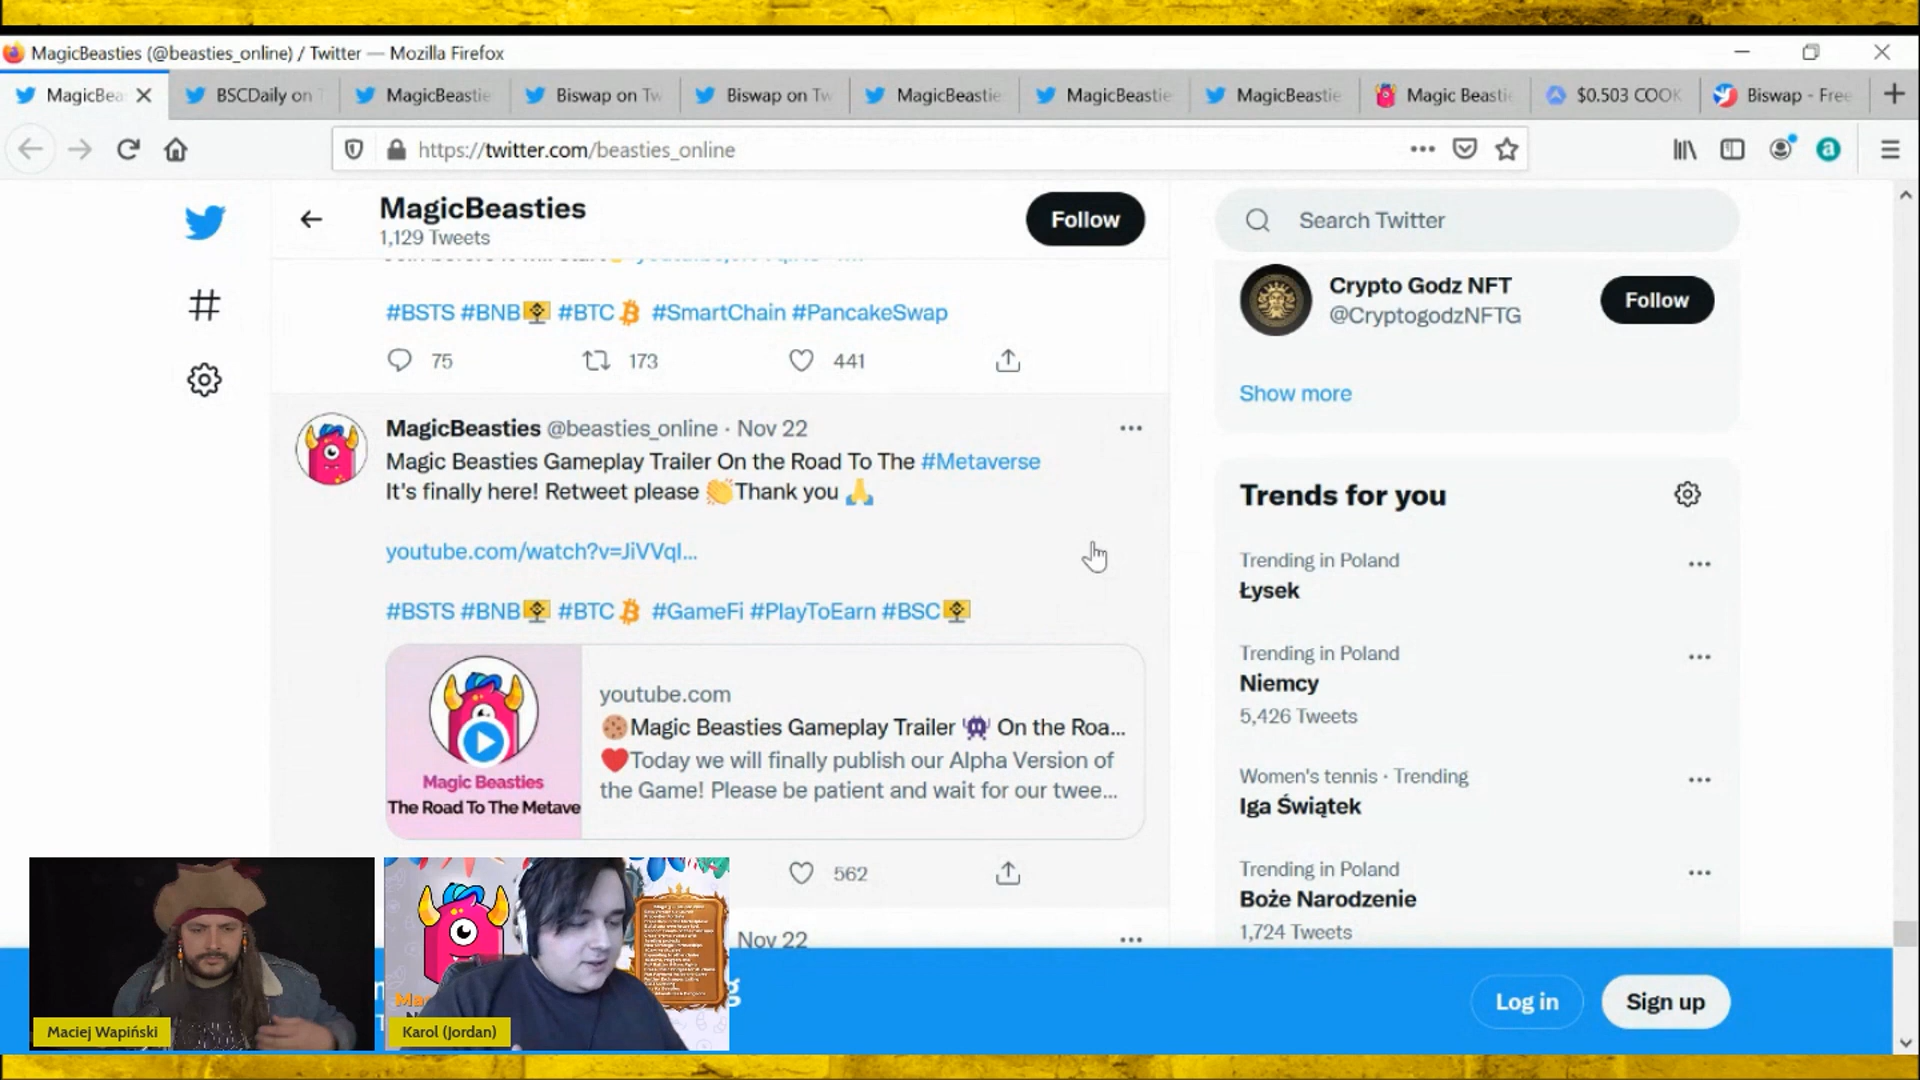 MagicBeasties (@beasties_online) / Twitter — Mozilla Firefox
MagicBea
BSCDaily on
MagicBeastie
Biswap on Tw
Biswap on Tw
MagicBeastie
MagicBeastie
MagicBeastie
Magic Beasti
$0.503 COOK
Biswap - Free
https://twitter.com/beasties_online
MagicBeasties
1,129 Tweets
Follow
Search Twitter
#BSTS #BNB #BTC #SmartChain #PancakeSwap
75
173
441
Crypto Godz NFT
@CryptogodzNFTG
Follow
Show more
MagicBeasties @beasties_online · Nov 22
Magic Beasties Gameplay Trailer On the Road To The #Metaverse
It's finally here! Retweet please 👏Thank you 🙏
youtube.com/watch?v=JiVVqI...
#BSTS #BNB #BTC #GameFi #PlayToEarn #BSC
Magic Beasties
The Road To The Metave
youtube.com
🍪Magic Beasties Gameplay Trailer 👾 On the Roa...
❤️Today we will finally publish our Alpha Version of
the Game! Please be patient and wait for our twee...
562
Nov 22
Trends for you
Trending in Poland
Łysek
Trending in Poland
Niemcy
5,426 Tweets
Women's tennis · Trending
Iga Świątek
Trending in Poland
Boże Narodzenie
1,724 Tweets
Log in
Sign up
Maciej Wapiński
Karol (Jordan)